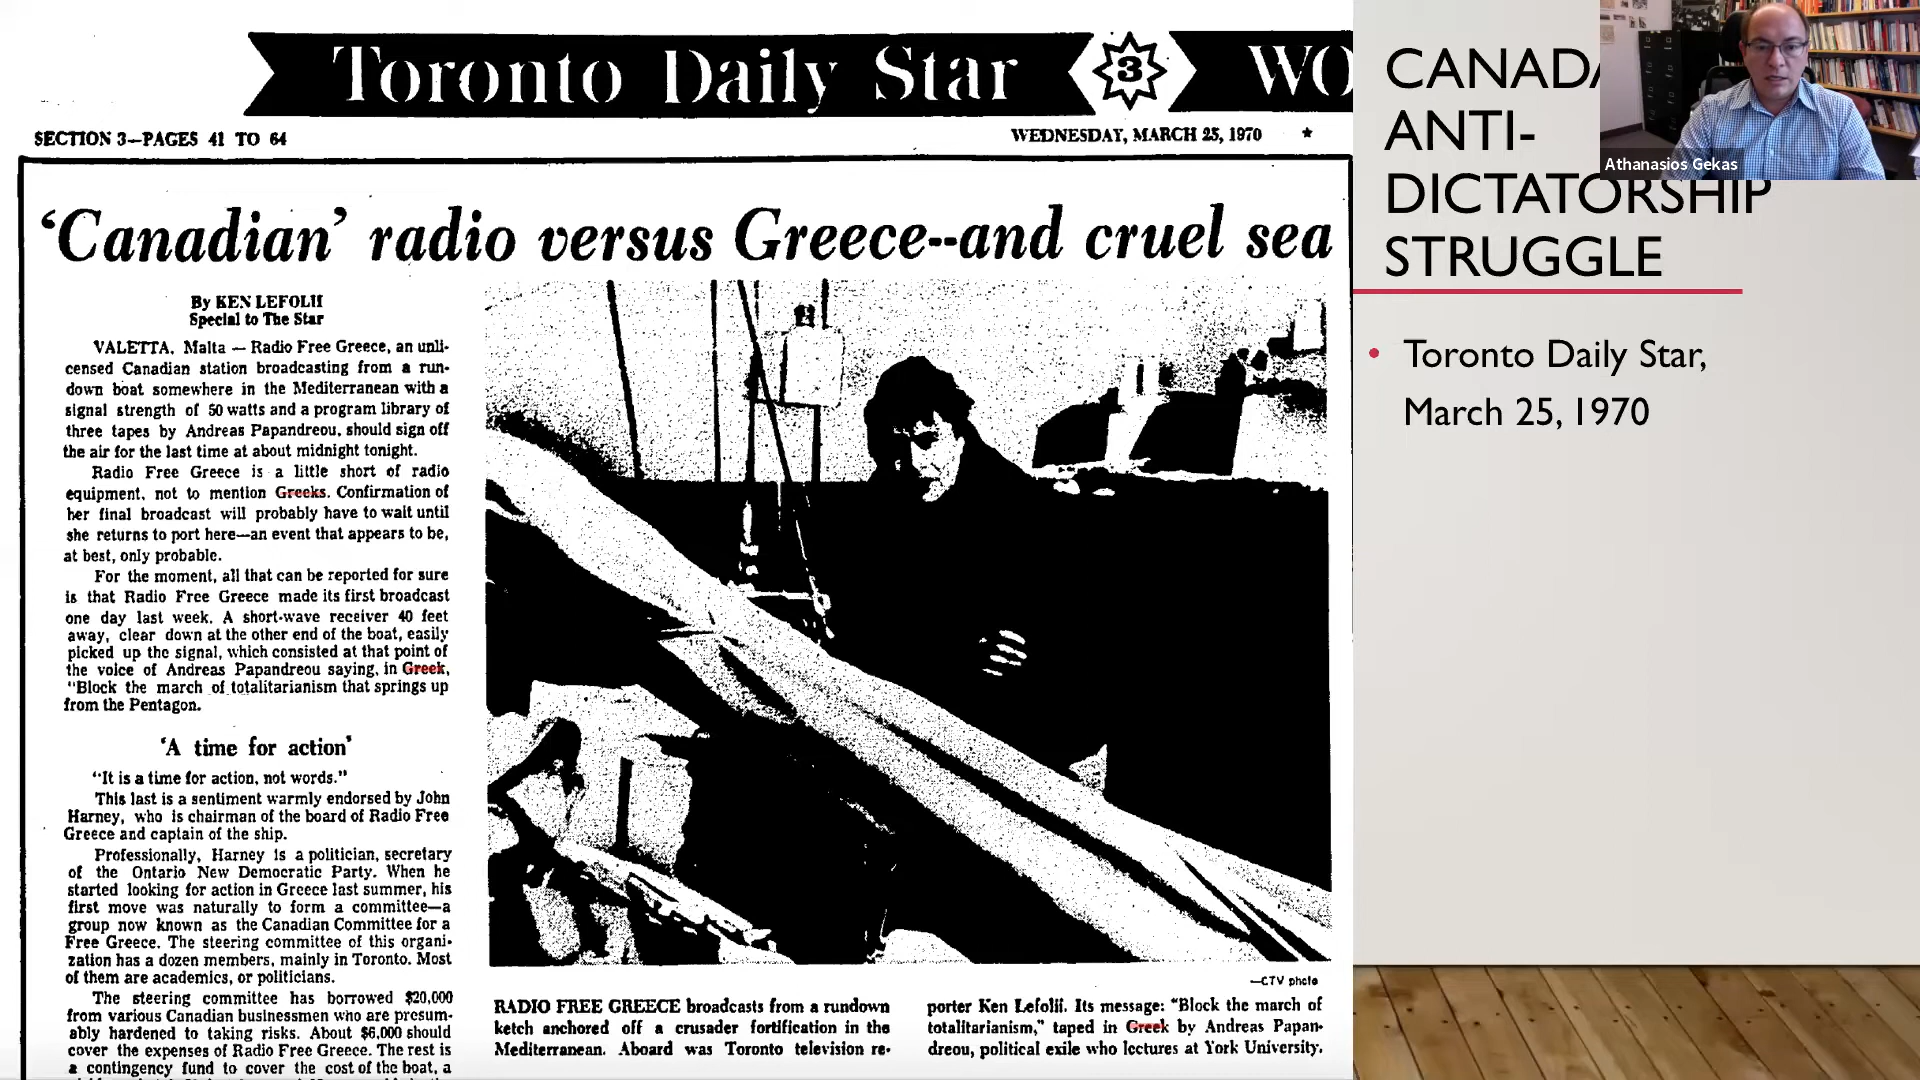 Toronto Daily Star
3
WO
SECTION 3—PAGES 41 TO 64
WEDNESDAY, MARCH 25, 1970 ★
‘Canadian’ radio versus Greece--and cruel sea
By KEN LEFOLII
Special to The Star
VALETTA, Malta — Radio Free Greece, an unli-
censed Canadian station broadcasting from a run-
down boat somewhere in the Mediterranean with a
signal strength of 50 watts and a program library of
three tapes by Andreas Papandreou, should sign off
the air for the last time at about midnight tonight.
Radio Free Greece is a little short of radio
equipment, not to mention Greeks. Confirmation of
her final broadcast will probably have to wait until
she returns to port here—an event that appears to be,
at best, only probable.
For the moment, all that can be reported for sure
is that Radio Free Greece made its first broadcast
one day last week. A short-wave receiver 40 feet
away, clear down at the other end of the boat, easily
picked up the signal, which consisted at that point of
the voice of Andreas Papandreou saying, in Greek,
“Block the march of totalitarianism that springs up
from the Pentagon.
‘A time for action’
“It is a time for action, not words.”
This last is a sentiment warmly endorsed by John
Harney, who is chairman of the board of Radio Free
Greece and captain of the ship.
Professionally, Harney is a politician, secretary
of the Ontario New Democratic Party. When he
started looking for action in Greece last summer, his
first move was naturally to form a committee—a
group now known as the Canadian Committee for a
Free Greece. The steering committee of this organi-
zation has a dozen members, mainly in Toronto. Most
of them are academics, or politicians.
The steering committee has borrowed $20,000
from various Canadian businessmen who are presum-
ably hardened to taking risks. About $6,000 should
cover the expenses of Radio Free Greece. The rest is
a contingency fund to cover the cost of the boat, a
—CTV photo
RADIO FREE GREECE broadcasts from a rundown
ketch anchored off a crusader fortification in the
Mediterranean. Aboard was Toronto television re-
porter Ken Lefolii. Its message: “Block the march of
totalitarianism,” taped in Greek by Andreas Papan-
dreou, political exile who lectures at York University.
CANADA
ANTI-
DICTATORSHIP
STRUGGLE
• Toronto Daily Star,
March 25, 1970
Athanasios Gekas